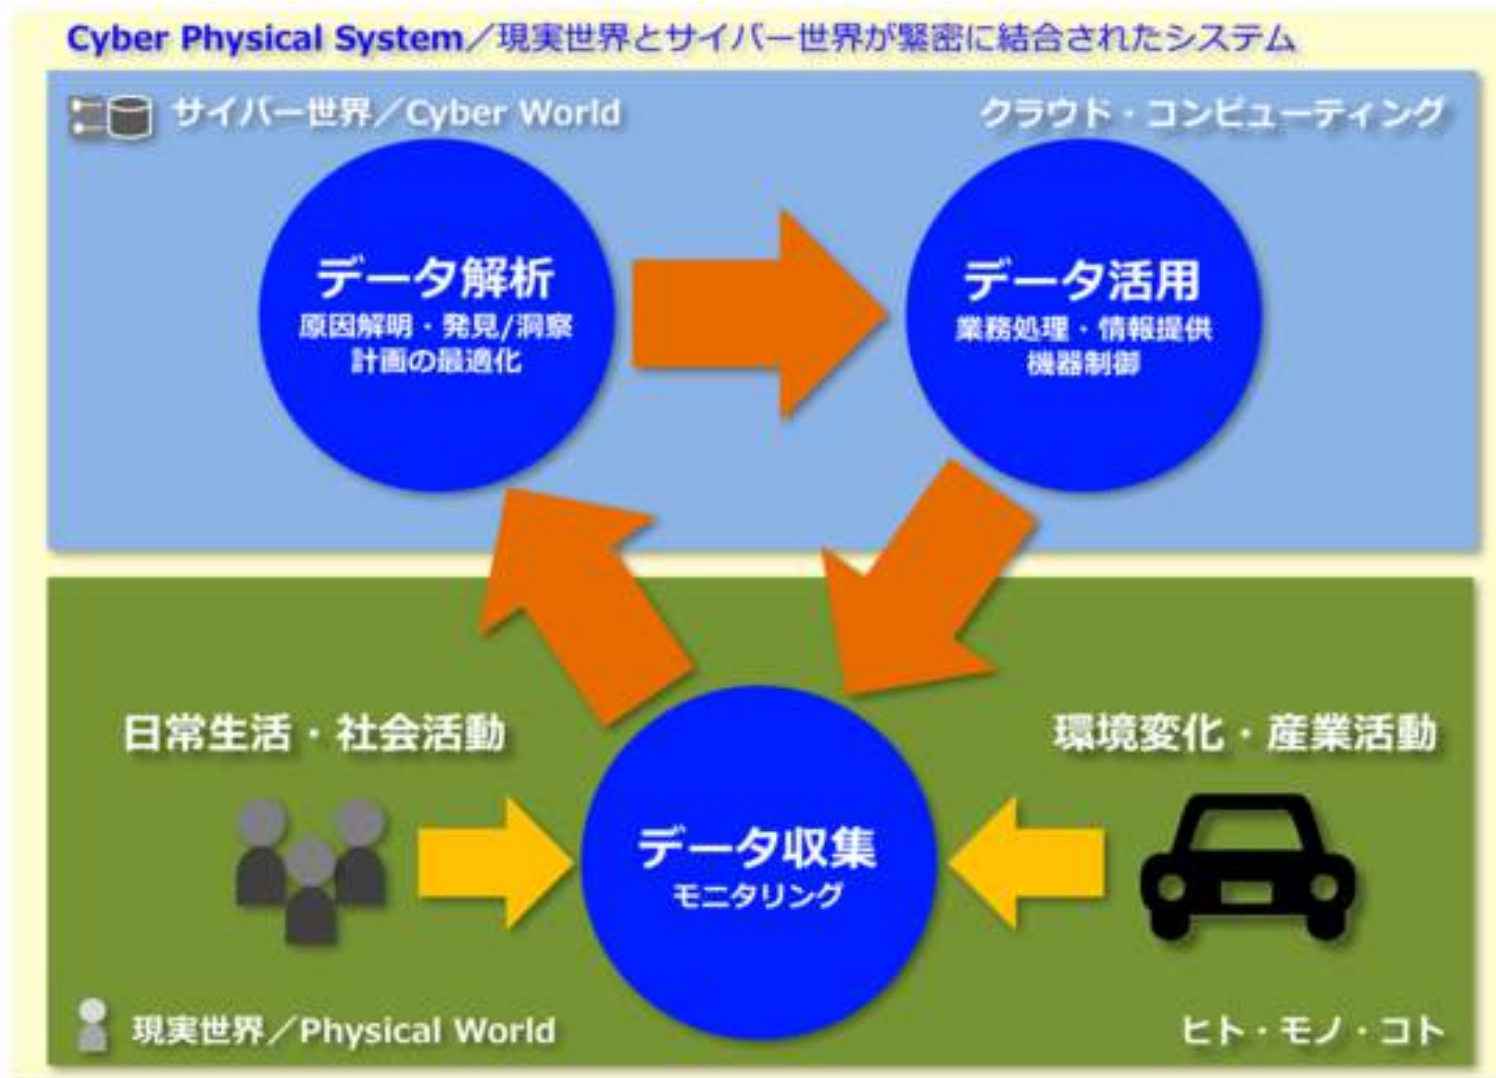 Cyber Physical System／現実世界とサイバー世界が緊密に結合されたシステム
サイバー世界／Cyber World
クラウド・コンピューティング
データ解析
原因解明・発見/洞察
計画の最適化
データ活用
業務処理・情報提供
機器制御
日常生活・社会活動
環境変化・産業活動
データ収集
モニタリング
現実世界／Physical World
ヒト・モノ・コト